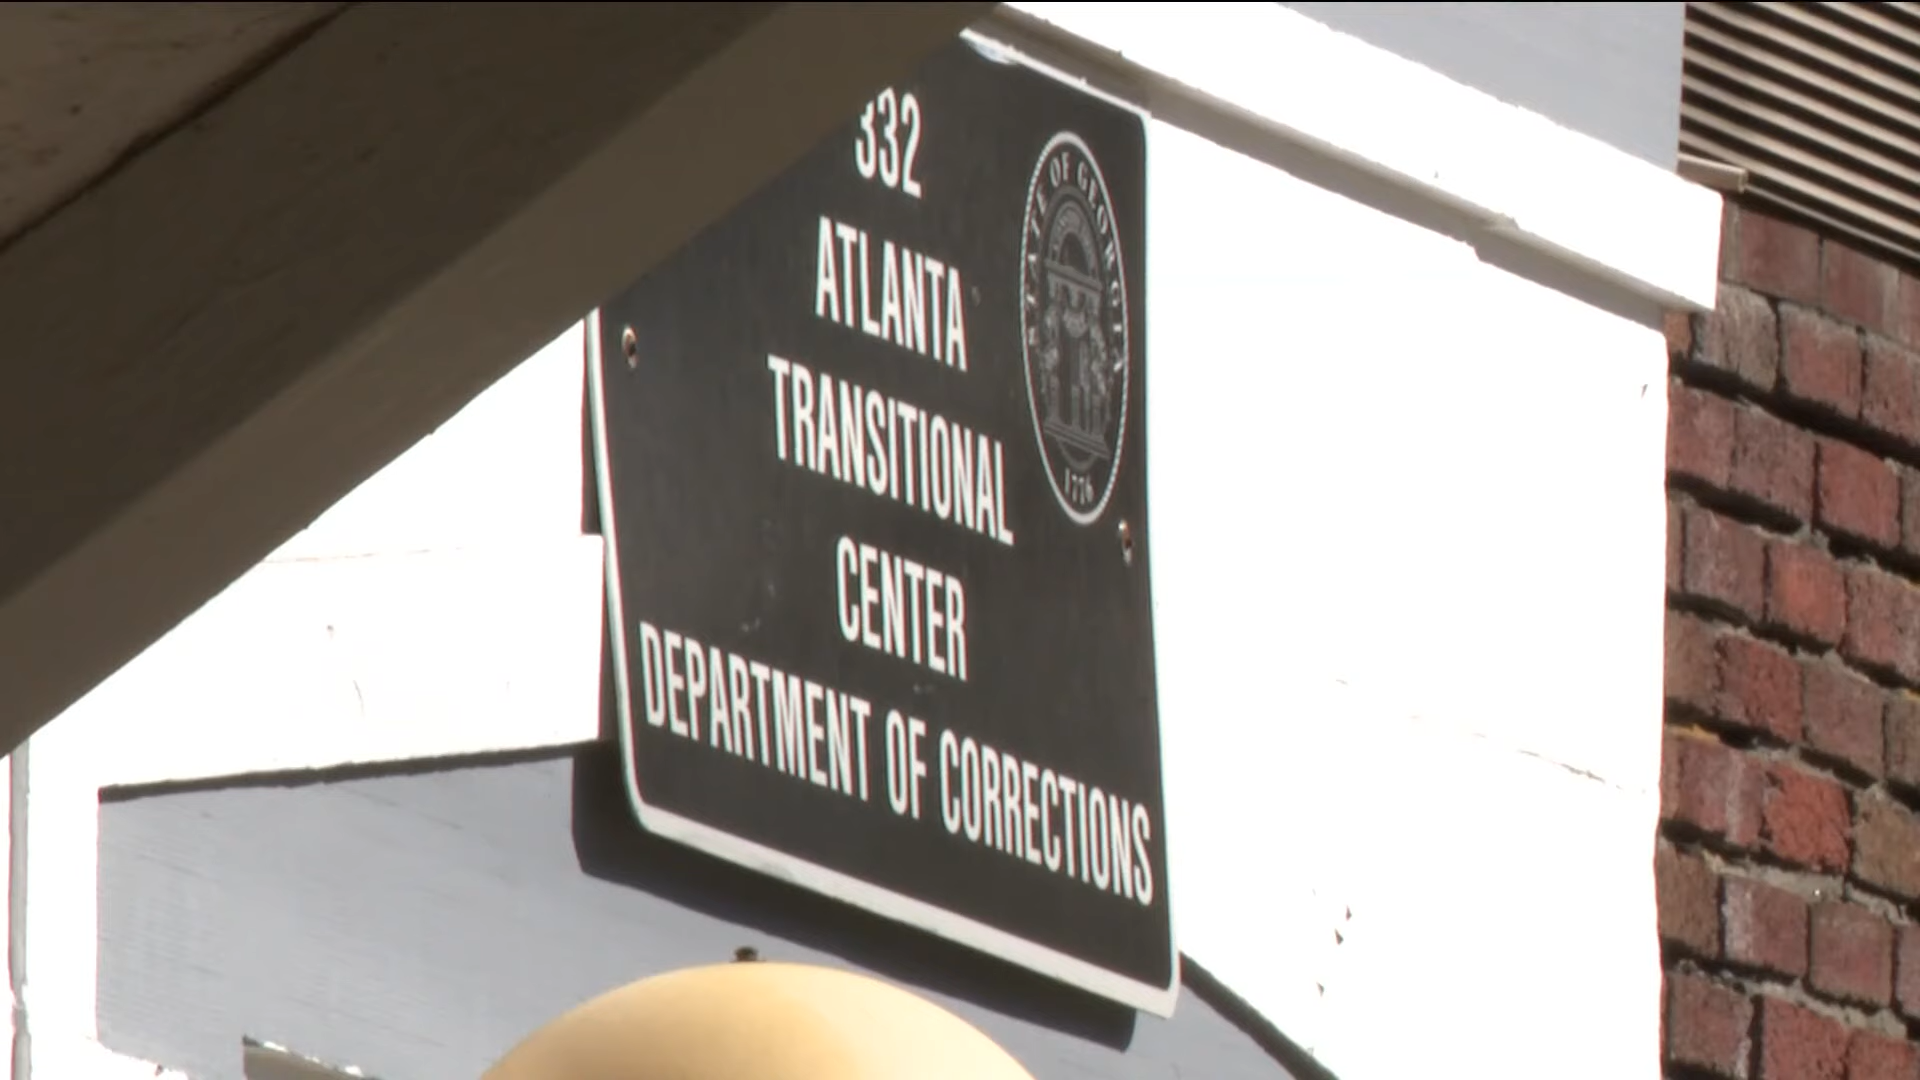 332
ATLANTA
TRANSITIONAL
CENTER
DEPARTMENT OF CORRECTIONS
STATE OF GEORGIA
1776